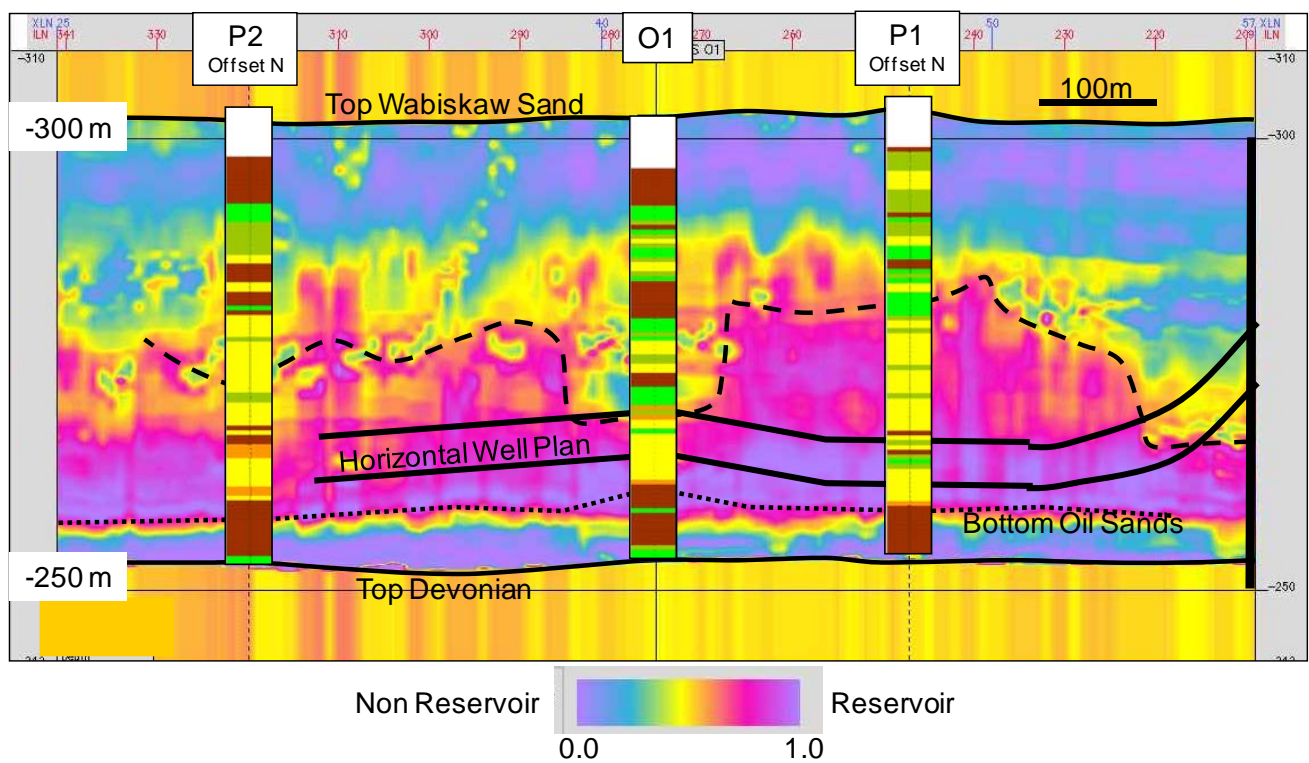 XLN 25 40 50 57 XLN
ILN 341 330 310 300 290 280 270 260 240 230 220 209 ILN
P2
Offset N
O1
P1
Offset N
S 01
-310
-310
100m
Top Wabiskaw Sand
-300 m
-300
Horizontal Well Plan
Bottom Oil Sands
-250 m
-250
Top Devonian
Non Reservoir
Reservoir
0.0
1.0